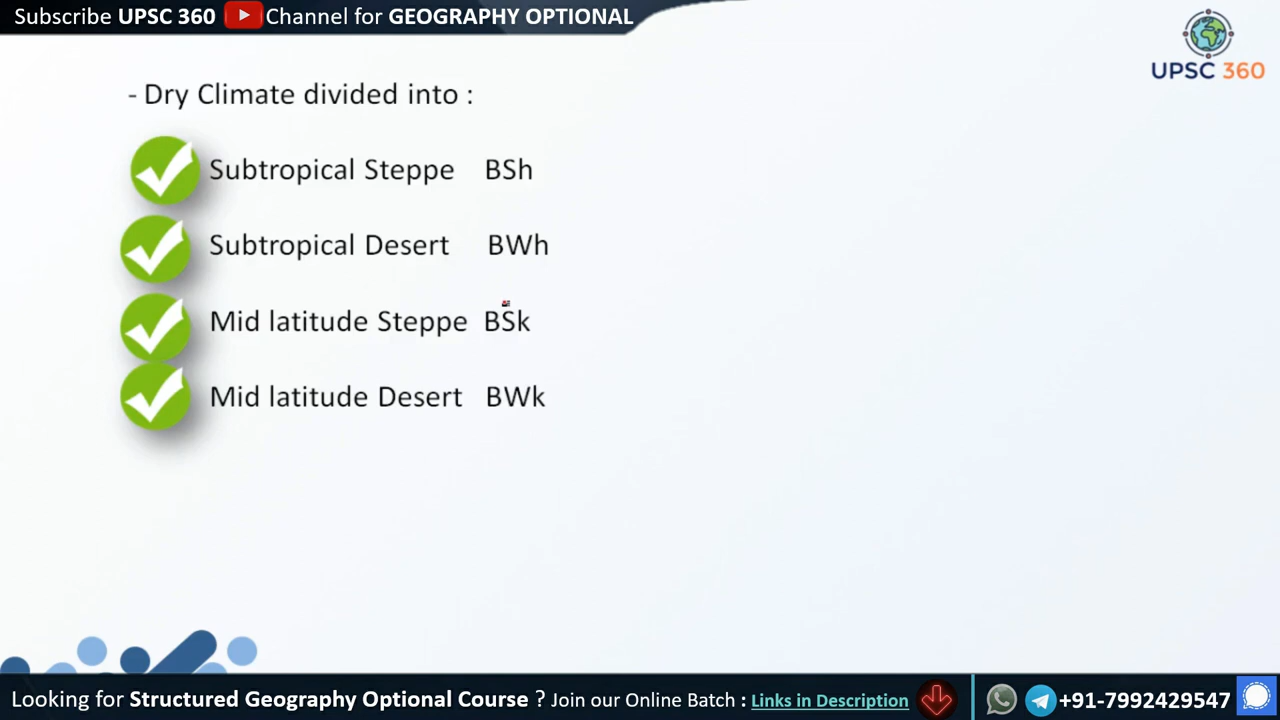 Subscribe UPSC 360 Channel for GEOGRAPHY OPTIONAL
UPSC 360
- Dry Climate divided into :
Subtropical Steppe BSh
Subtropical Desert BWh
Mid latitude Steppe BSk
Mid latitude Desert BWk
Looking for Structured Geography Optional Course ? Join our Online Batch : Links in Description +91-7992429547